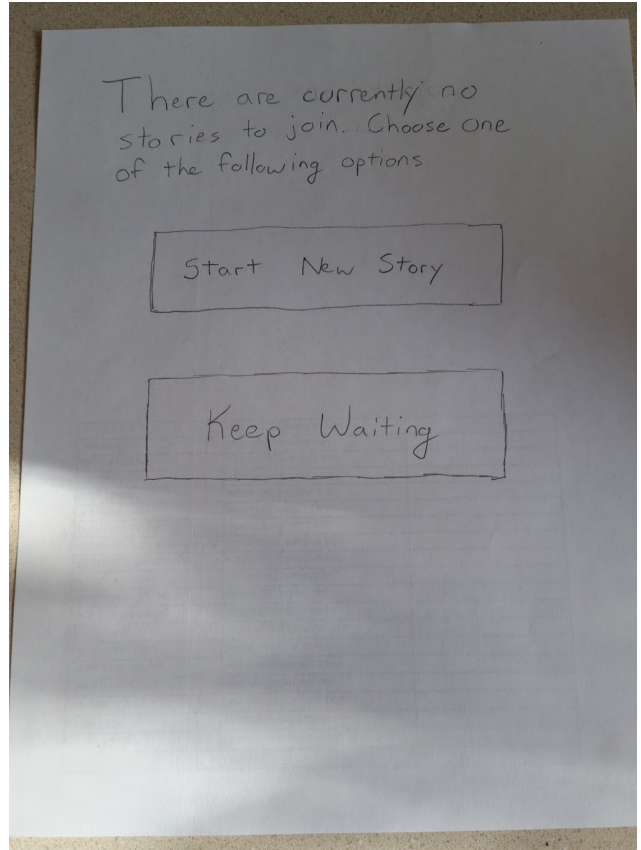 There are currently no
stories to join. Choose one
of the following options
Start New Story
Keep Waiting